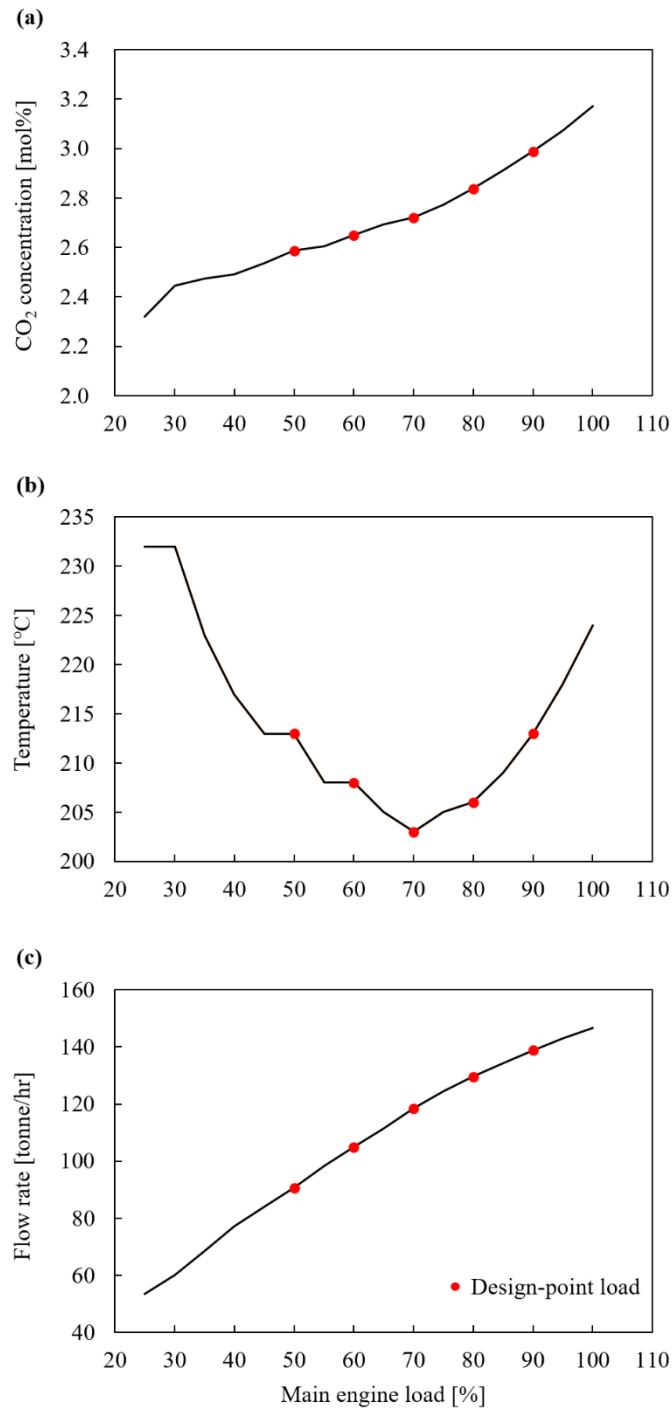 (a)
3.4
3.2
3.0
2.8
2.6
2.4
2.2
2.0
CO₂ concentration [mol%]
20 30 40 50 60 70 80 90 100 110
(b)
235
230
225
220
215
210
205
200
Temperature [°C]
20 30 40 50 60 70 80 90 100 110
(c)
160
140
120
100
80
60
40
Flow rate [tonne/hr]
Design-point load
20 30 40 50 60 70 80 90 100 110
Main engine load [%]